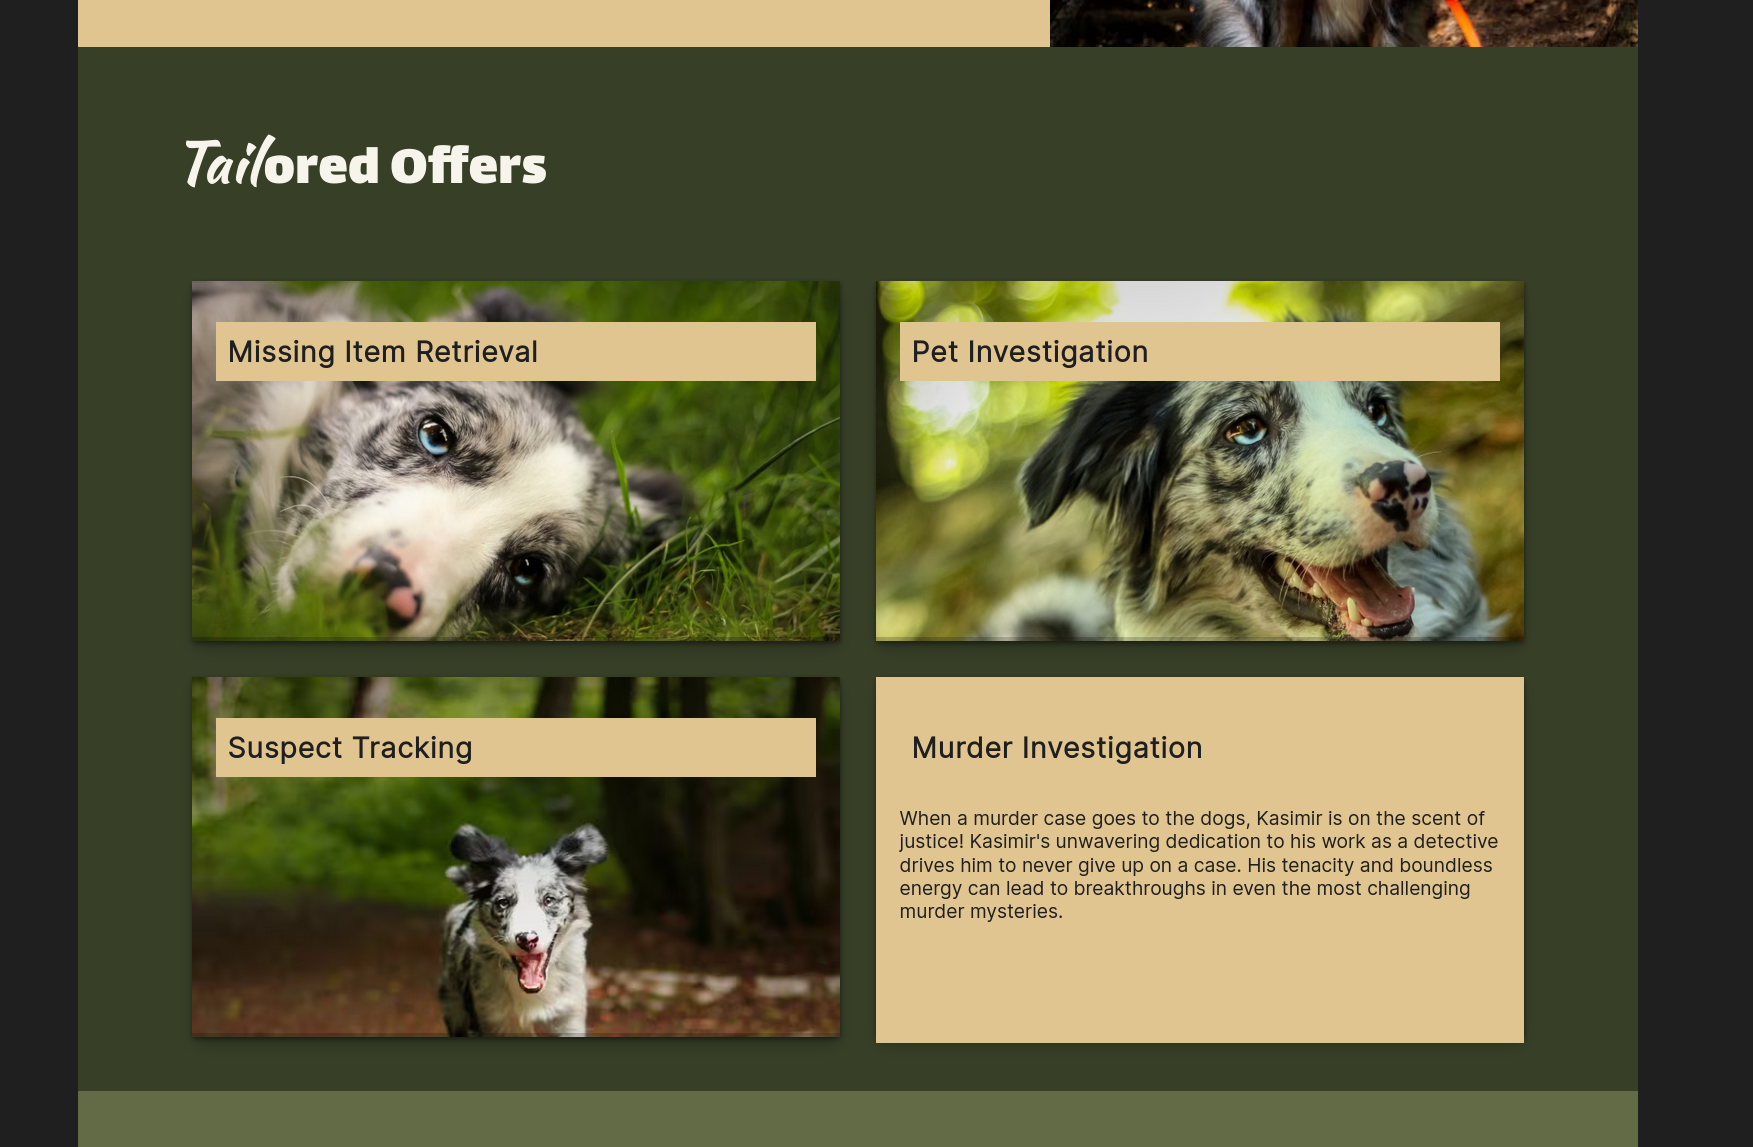 Tailored Offers
Missing Item Retrieval
Pet Investigation
Suspect Tracking
Murder Investigation
When a murder case goes to the dogs, Kasimir is on the scent of
justice! Kasimir's unwavering dedication to his work as a detective
drives him to never give up on a case. His tenacity and boundless
energy can lead to breakthroughs in even the most challenging
murder mysteries.